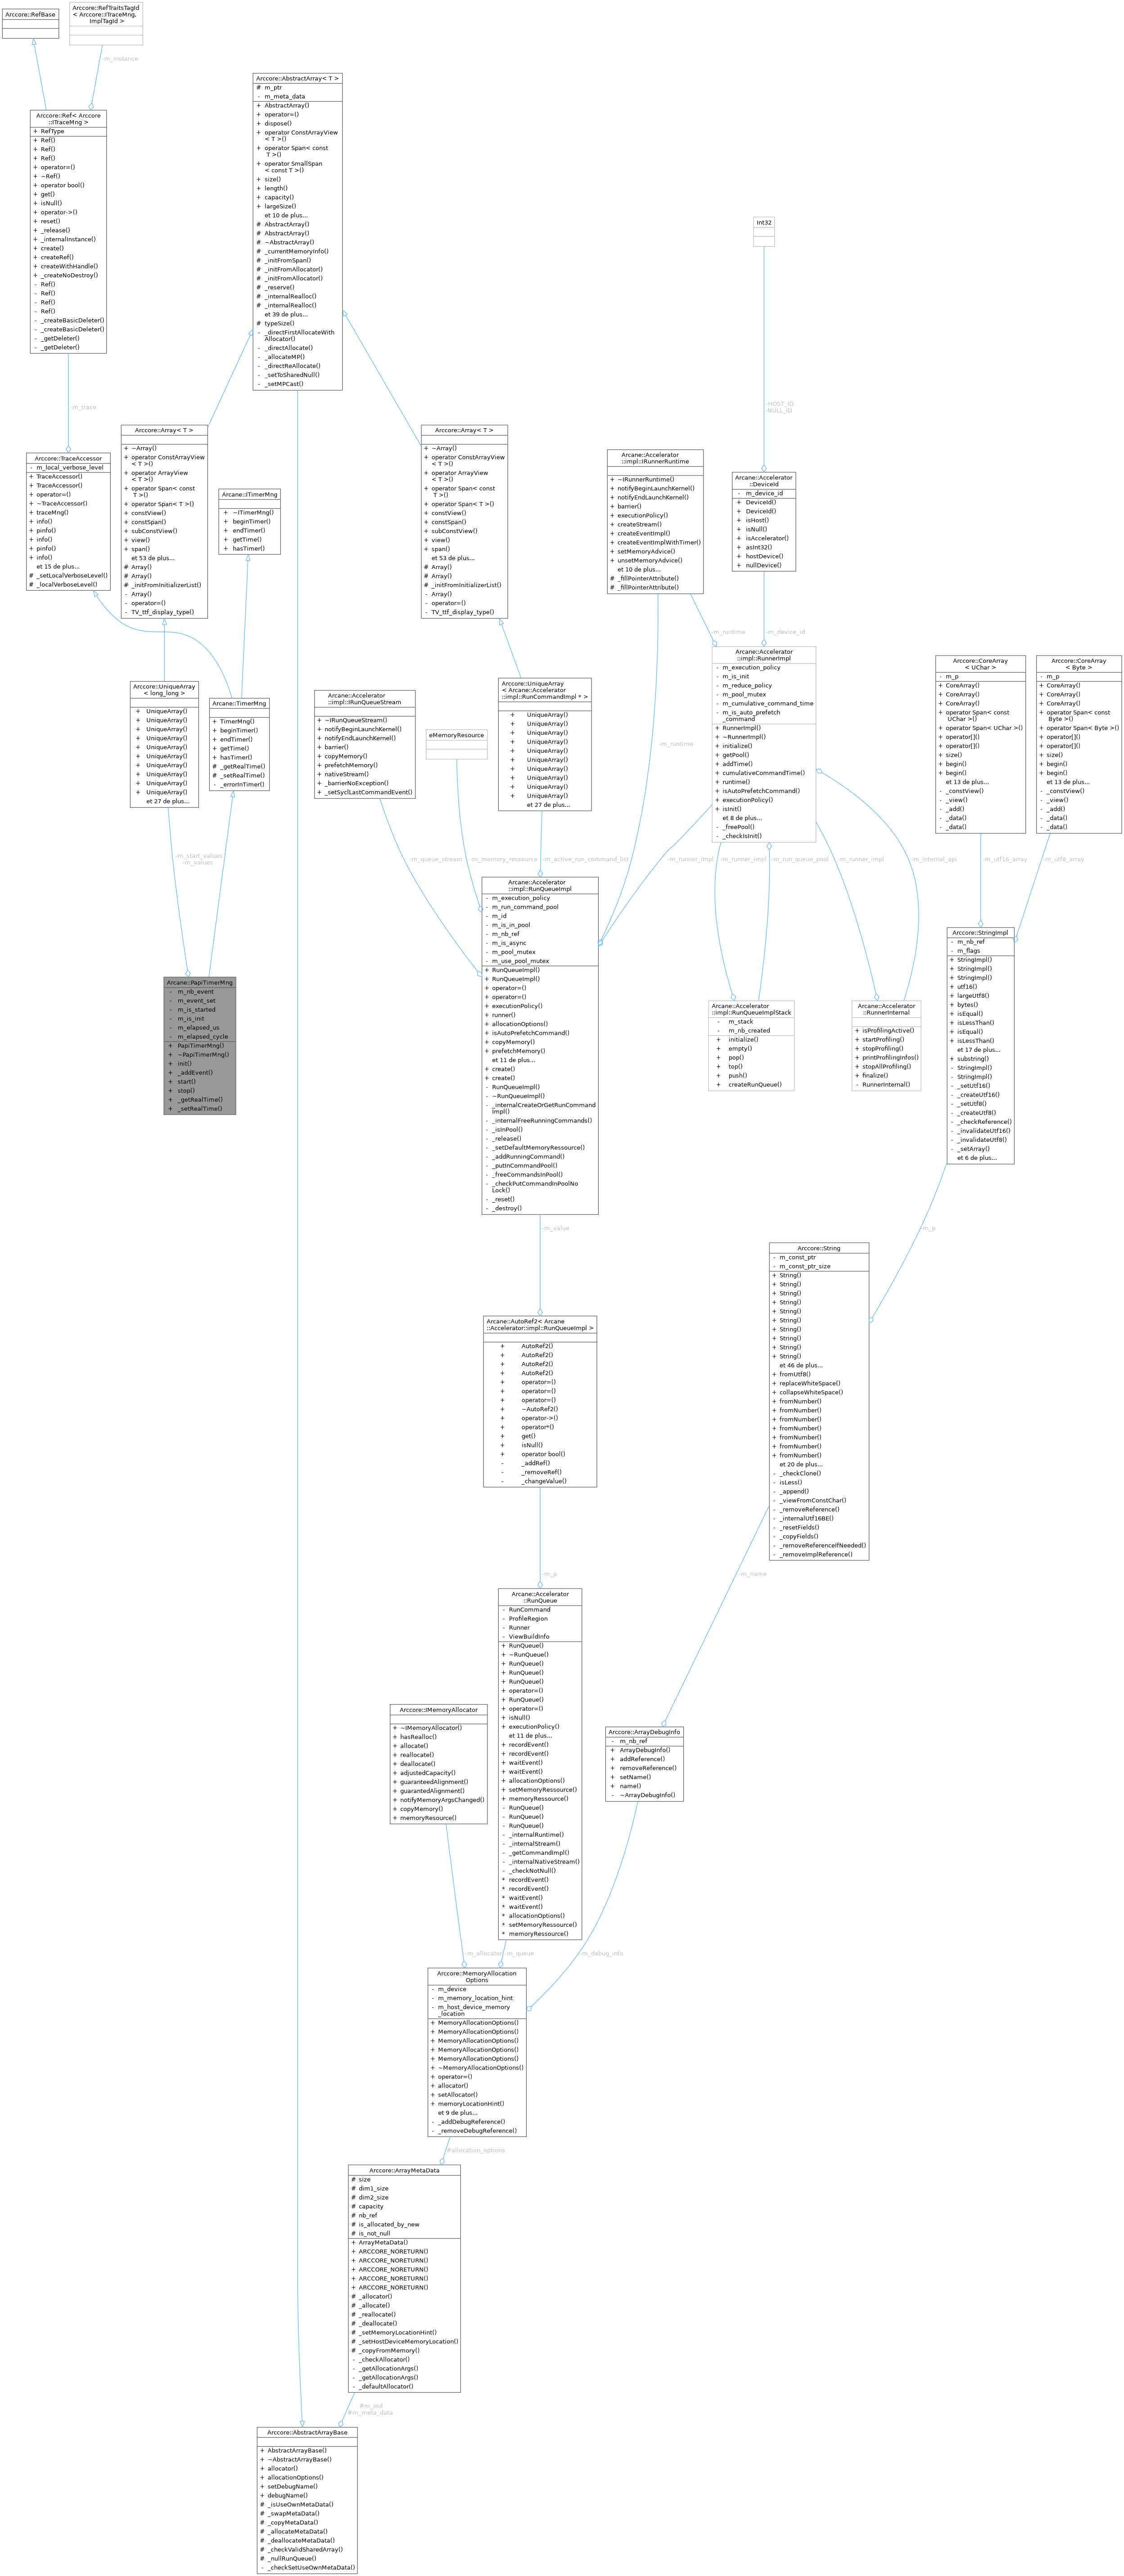 Arccore::RefBase
Arccore::RefTraitsTagId
< Arccore::ITraceMng,
ImplTagId >
-m_instance
Arccore::Ref< Arccore
::ITraceMng >
+ RefType
+ Ref()
+ Ref()
+ Ref()
+ operator=()
+ ~Ref()
+ operator bool()
+ get()
+ isNull()
+ operator->()
+ reset()
+ _release()
+ _internalInstance()
+ create()
+ createRef()
+ createWithHandle()
+ _createNoDestroy()
- Ref()
- Ref()
- Ref()
- Ref()
- _createBasicDeleter()
- _createBasicDeleter()
- _getDeleter()
- _getDeleter()
-m_trace
Arccore::TraceAccessor
- m_local_verbose_level
+ TraceAccessor()
+ TraceAccessor()
+ operator=()
+ ~TraceAccessor()
+ traceMng()
+ info()
+ pinfo()
+ info()
+ pinfo()
+ info()
et 15 de plus...
# _setLocalVerboseLevel()
# _localVerboseLevel()
Arccore::AbstractArray< T >
# m_ptr
- m_meta_data
+ AbstractArray()
+ operator=()
+ dispose()
+ operator ConstArrayView
< T >()
+ operator Span< const
T >()
+ operator SmallSpan
< const T >()
+ size()
+ length()
+ capacity()
+ largeSize()
et 10 de plus...
# AbstractArray()
# AbstractArray()
# ~AbstractArray()
# _currentMemoryInfo()
# _initFromSpan()
# _initFromAllocator()
# _initFromAllocator()
# _reserve()
# _internalRealloc()
# _internalRealloc()
et 39 de plus...
# typeSize()
- _directFirstAllocateWith
Allocator()
- _directAllocate()
- _allocateMP()
- _directReAllocate()
- _setToSharedNull()
- _setMPCast()
Arccore::Array< T >
+ ~Array()
+ operator ConstArrayView
< T >()
+ operator ArrayView
< T >()
+ operator Span< const
T >()
+ operator Span< T >()
+ constView()
+ constSpan()
+ subConstView()
+ view()
+ span()
et 53 de plus...
# Array()
# Array()
# _initFromInitializerList()
- Array()
- operator=()
- TV_ttf_display_type()
Arccore::ITimerMng
+ ~ITimerMng()
+ beginTimer()
+ endTimer()
+ getTime()
+ hasTimer()
Arccore::Array< T >
+ ~Array()
+ operator ConstArrayView
< T >()
+ operator ArrayView
< T >()
+ operator Span< const
T >()
+ operator Span< T >()
+ constView()
+ constSpan()
+ subConstView()
+ view()
+ span()
et 53 de plus...
# Array()
# Array()
# _initFromInitializerList()
- Array()
- operator=()
- TV_ttf_display_type()
Arccore::UniqueArray
< long_long >
+ UniqueArray()
+ UniqueArray()
+ UniqueArray()
+ UniqueArray()
+ UniqueArray()
+ UniqueArray()
+ UniqueArray()
+ UniqueArray()
+ UniqueArray()
+ UniqueArray()
et 27 de plus...
Arcane::TimerMng
+ TimerMng()
+ beginTimer()
+ endTimer()
+ getTime()
+ hasTimer()
# _getRealTime()
# _setRealTime()
- _errorInTimer()
-m_start_values
-m_values
Arcane::PapiTimerMng
- m_nb_event
- m_event_set
- m_is_started
- m_is_init
- m_elapsed_us
- m_elapsed_cycle
+ PapiTimerMng()
+ ~PapiTimerMng()
+ init()
+ _addEvent()
+ start()
+ stop()
+ _getRealTime()
+ _setRealTime()
Arcane::Accelerator
::impl::IRunQueueStream
+ ~IRunQueueStream()
+ notifyBeginLaunchKernel()
+ notifyEndLaunchKernel()
+ barrier()
+ copyMemory()
+ prefetchMemory()
+ nativeStream()
+ _barrierNoException()
+ _setSyclLastCommandEvent()
eMemoryResource
Arccore::UniqueArray
< Arcane::Accelerator
::impl::RunCommandImpl * >
+ UniqueArray()
+ UniqueArray()
+ UniqueArray()
+ UniqueArray()
+ UniqueArray()
+ UniqueArray()
+ UniqueArray()
+ UniqueArray()
+ UniqueArray()
+ UniqueArray()
et 27 de plus...
Arcane::Accelerator
::impl::IRunnerRuntime
+ ~IRunnerRuntime()
+ notifyBeginLaunchKernel()
+ notifyEndLaunchKernel()
+ barrier()
+ executionPolicy()
+ createStream()
+ createEventImpl()
+ createEventImplWithTimer()
+ setMemoryAdvice()
+ unsetMemoryAdvice()
et 10 de plus...
# _fillPointerAttribute()
# _fillPointerAttribute()
Int32
-HOST_ID
-NULL_ID
Arcane::Accelerator
::DeviceId
- m_device_id
+ DeviceId()
+ DeviceId()
+ isHost()
+ isNull()
+ isAccelerator()
+ asInt32()
+ hostDevice()
+ nullDevice()
-m_runtime
-m_device_id
Arcane::Accelerator
::impl::RunnerImpl
- m_execution_policy
- m_is_init
- m_reduce_policy
- m_pool_mutex
- m_cumulative_command_time
- m_is_auto_prefetch
_command
+ RunnerImpl()
+ ~RunnerImpl()
+ initialize()
+ getPool()
+ addTime()
+ cumulativeCommandTime()
+ runtime()
+ isAutoPrefetchCommand()
+ executionPolicy()
+ isInit()
et 8 de plus...
- _freePool()
- _checkIsInit()
-m_runtime
-m_queue_stream
-m_memory_ressource
-m_active_run_command_list
-m_runner_impl
-m_runner_impl
-m_run_queue_pool
-m_runner_impl
-m_internal_api
Arcane::Accelerator
::impl::RunQueueImpl
- m_execution_policy
- m_run_command_pool
- m_id
- m_is_in_pool
- m_nb_ref
- m_is_async
- m_pool_mutex
- m_use_pool_mutex
+ RunQueueImpl()
+ RunQueueImpl()
+ operator=()
+ operator=()
+ executionPolicy()
+ runner()
+ allocationOptions()
+ isAutoPrefetchCommand()
+ copyMemory()
+ prefetchMemory()
et 11 de plus...
+ create()
+ create()
- RunQueueImpl()
- ~RunQueueImpl()
- _internalCreateOrGetRunCommand
Impl()
- _internalFreeRunningCommands()
- _isInPool()
- _release()
- _setDefaultMemoryRessource()
- _addRunningCommand()
- _putInCommandPool()
- _freeCommandsInPool()
- _checkPutCommandInPoolNo
Lock()
- _reset()
- _destroy()
Arcane::Accelerator
::impl::RunQueueImplStack
- m_stack
- m_nb_created
+ initialize()
+ empty()
+ pop()
+ top()
+ push()
+ createRunQueue()
Arcane::Accelerator
::RunnerInternal
+ isProfilingActive()
+ startProfiling()
+ stopProfiling()
+ printProfilingInfos()
+ stopAllProfiling()
+ finalize()
- RunnerInternal()
Arccore::CoreArray
< UChar >
- m_p
+ CoreArray()
+ CoreArray()
+ CoreArray()
+ operator Span< const
UChar >()
+ operator Span< UChar >()
+ operator[]()
+ operator[]()
+ size()
+ begin()
+ begin()
et 13 de plus...
- _constView()
- _view()
- _add()
- _data()
- _data()
Arccore::CoreArray
< Byte >
- m_p
+ CoreArray()
+ CoreArray()
+ CoreArray()
+ operator Span< const
Byte >()
+ operator Span< Byte >()
+ operator[]()
+ operator[]()
+ size()
+ begin()
+ begin()
et 13 de plus...
- _constView()
- _view()
- _add()
- _data()
- _data()
-m_utf16_array
-m_utf8_array
Arccore::StringImpl
- m_nb_ref
- m_flags
+ StringImpl()
+ StringImpl()
+ StringImpl()
+ utf16()
+ largeUtf8()
+ bytes()
+ isEqual()
+ isLessThan()
+ isEqual()
+ isLessThan()
et 17 de plus...
+ substring()
- StringImpl()
- StringImpl()
- _setUtf16()
- _createUtf16()
- _setUtf8()
- _createUtf8()
- _checkReference()
- _invalidateUtf16()
- _invalidateUtf8()
- _setArray()
et 6 de plus...
-m_value
-m_p
Arccore::String
- m_const_ptr
- m_const_ptr_size
+ String()
+ String()
+ String()
+ String()
+ String()
+ String()
+ String()
+ String()
+ String()
+ String()
et 46 de plus...
+ fromUtf8()
+ replaceWhiteSpace()
+ collapseWhiteSpace()
+ fromNumber()
+ fromNumber()
+ fromNumber()
+ fromNumber()
+ fromNumber()
+ fromNumber()
+ fromNumber()
et 20 de plus...
- _checkClone()
- isLess()
- _append()
- _viewFromConstChar()
- _removeReference()
- _internalUtf16BE()
- _resetFields()
- _copyFields()
- _removeReferenceIfNeeded()
- _removeImplReference()
Arcane::AutoRef2< Arcane
::Accelerator::impl::RunQueueImpl >
+ AutoRef2()
+ AutoRef2()
+ AutoRef2()
+ AutoRef2()
+ operator=()
+ operator=()
+ operator=()
+ ~AutoRef2()
+ operator->()
+ operator*()
+ get()
+ isNull()
+ operator bool()
- _addRef()
- _removeRef()
- _changeValue()
-m_p
-m_name
Arcane::Accelerator
::RunQueue
- RunCommand
- ProfileRegion
- Runner
- ViewBuildInfo
+ RunQueue()
+ ~RunQueue()
+ RunQueue()
+ RunQueue()
+ RunQueue()
+ operator=()
+ RunQueue()
+ operator=()
+ isNull()
+ executionPolicy()
et 11 de plus...
+ recordEvent()
+ recordEvent()
+ waitEvent()
+ waitEvent()
+ allocationOptions()
+ setMemoryRessource()
+ memoryRessource()
- RunQueue()
- RunQueue()
- RunQueue()
- _internalRuntime()
- _internalStream()
- _getCommandImpl()
- _internalNativeStream()
- _checkNotNull()
* recordEvent()
* recordEvent()
* waitEvent()
* waitEvent()
* allocationOptions()
* setMemoryRessource()
* memoryRessource()
Arccore::IMemoryAllocator
+ ~IMemoryAllocator()
+ hasRealloc()
+ allocate()
+ reallocate()
+ deallocate()
+ adjustedCapacity()
+ guaranteedAlignment()
+ guarantedAlignment()
+ notifyMemoryArgsChanged()
+ copyMemory()
+ memoryResource()
Arccore::ArrayDebugInfo
- m_nb_ref
+ ArrayDebugInfo()
+ addReference()
+ removeReference()
+ setName()
+ name()
- ~ArrayDebugInfo()
-m_allocator
-m_queue
-m_debug_info
Arccore::MemoryAllocation
Options
- m_device
- m_memory_location_hint
- m_host_device_memory
_location
+ MemoryAllocationOptions()
+ MemoryAllocationOptions()
+ MemoryAllocationOptions()
+ MemoryAllocationOptions()
+ MemoryAllocationOptions()
+ ~MemoryAllocationOptions()
+ operator=()
+ allocator()
+ setAllocator()
+ memoryLocationHint()
et 9 de plus...
- _addDebugReference()
- _removeDebugReference()
#allocation_options
Arccore::ArrayMetaData
# size
# dim1_size
# dim2_size
# capacity
# nb_ref
# is_allocated_by_new
# is_not_null
+ ArrayMetaData()
+ ARCCORE_NORETURN()
+ ARCCORE_NORETURN()
+ ARCCORE_NORETURN()
+ ARCCORE_NORETURN()
+ ARCCORE_NORETURN()
# _allocator()
# _allocate()
# _reallocate()
# _deallocate()
# _setMemoryLocationHint()
# _setHostDeviceMemoryLocation()
# _copyFromMemory()
- _checkAllocator()
- _getAllocationArgs()
- _getAllocationArgs()
- _defaultAllocator()
#m_md
#m_meta_data
Arccore::AbstractArrayBase
+ AbstractArrayBase()
+ ~AbstractArrayBase()
+ allocator()
+ allocationOptions()
+ setDebugName()
+ debugName()
# _isUseOwnMetaData()
# _swapMetaData()
# _copyMetaData()
# _allocateMetaData()
# _deallocateMetaData()
# _checkValidSharedArray()
# _nullRunQueue()
- _checkSetUseOwnMetaData()